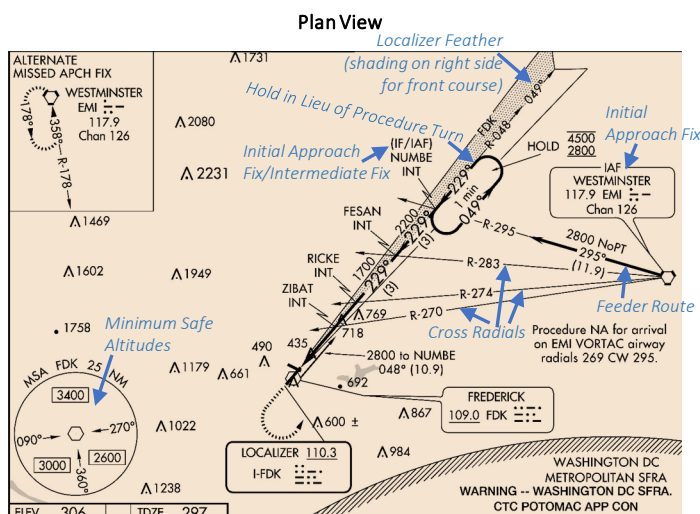 Plan View
ALTERNATE
MISSED APCH FIX
WESTMINSTER
EMI
117.9
Chan 126
178°
358°
R-178
1731
2080
2231
1469
1602
1949
1758
1179
661
1022
1238
Localizer Feather
(shading on right side
for front course)
Hold in Lieu of Procedure Turn
Initial Approach
Fix/Intermediate Fix
(IF/IAF)
NUMBE
INT
FDK
R-048
049°
HOLD
4500
2800
Initial
Approach Fix
IAF
WESTMINSTER
117.9 EMI
Chan 126
229°
1 min
049°
FESAN
INT
2200
229°
(3)
R-295
2800 NoPT
295°
(11.9)
RICKE
INT
1700
229°
(3)
R-283
R-274
R-270
Cross Radials
Feeder Route
ZIBAT
INT
769
718
435
490
Procedure NA for arrival
on EMI VORTAC airway
radials 269 CW 295.
2800 to NUMBE
048° (10.9)
692
Minimum Safe
Altitudes
MSA FDK 25 NM
3400
090°
270°
3000
2600
360°
FREDERICK
109.0 FDK
600 ±
867
984
LOCALIZER 110.3
I-FDK
WASHINGTON DC
METROPOLITAN SFRA
WARNING -- WASHINGTON DC SFRA.
CTC POTOMAC APP CON
ELEV 306
TDZE 297